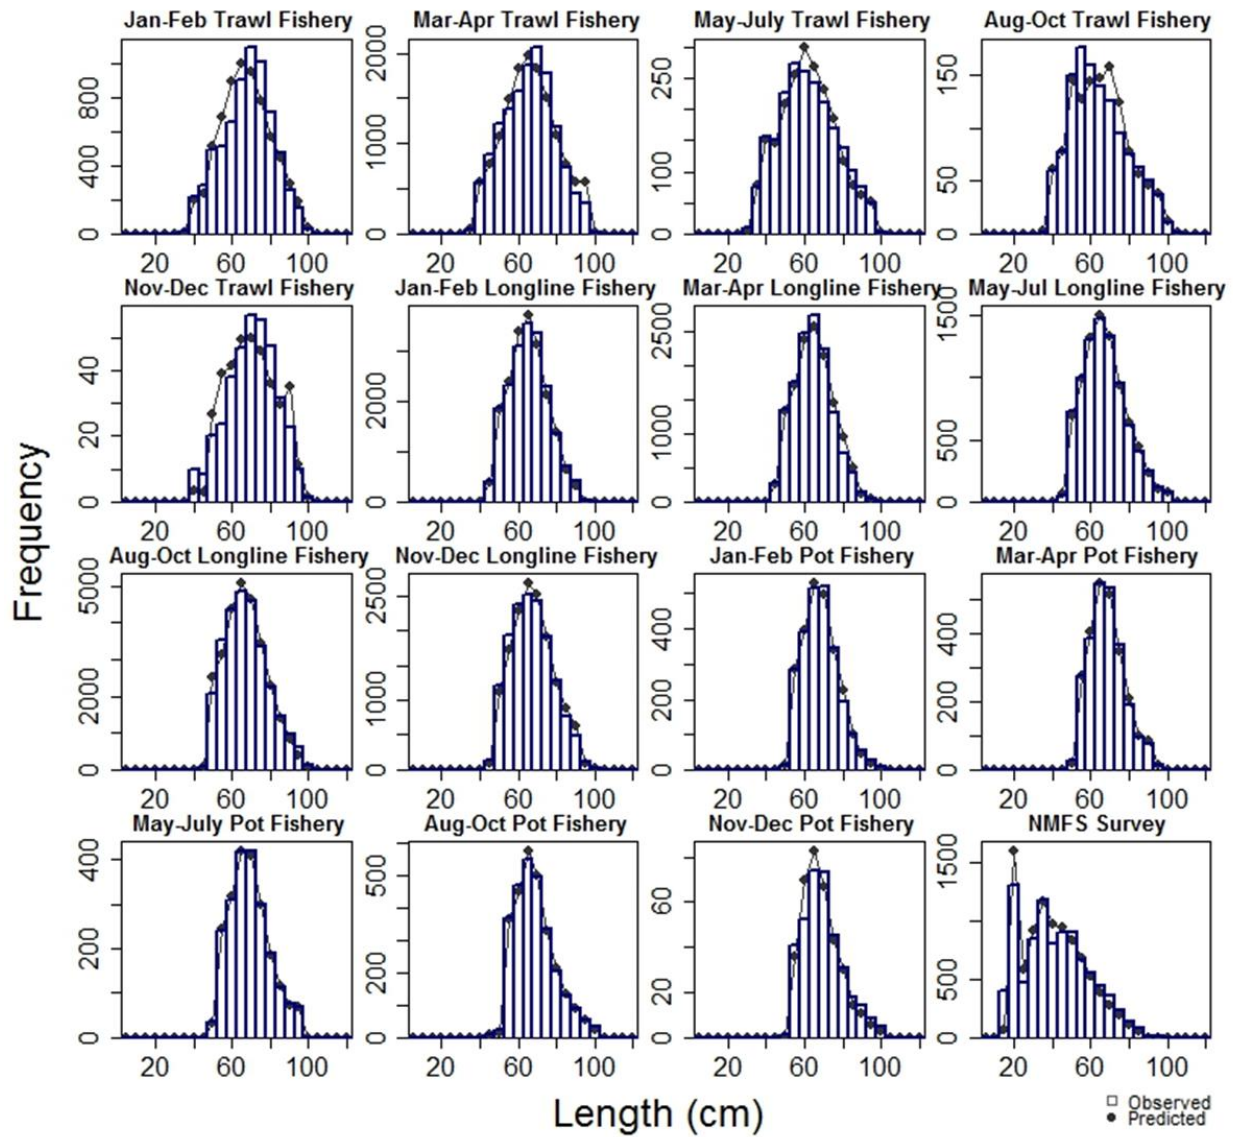 Jan-Feb Trawl Fishery Mar-Apr Trawl Fishery May-July Trawl Fishery Aug-Oct Trawl Fishery
0 400 800 0 1000 2000 0 100 250 0 50 150
20 60 100 20 60 100 20 60 100 20 60 100
Nov-Dec Trawl Fishery Jan-Feb Longline Fishery Mar-Apr Longline Fishery May-Jul Longline Fishery
0 20 40 0 2000 0 1000 2500 0 500 1500
20 60 100 20 60 100 20 60 100 20 60 100
Aug-Oct Longline Fishery Nov-Dec Longline Fishery Jan-Feb Pot Fishery Mar-Apr Pot Fishery
0 2000 5000 0 1000 2500 0 200 400 0 200 400
20 60 100 20 60 100 20 60 100 20 60 100
May-July Pot Fishery Aug-Oct Pot Fishery Nov-Dec Pot Fishery NMFS Survey
0 200 400 0 200 500 0 20 60 0 500 1500
20 60 100 20 60 100 20 60 100 20 60 100
Frequency
Length (cm)
Observed
Predicted